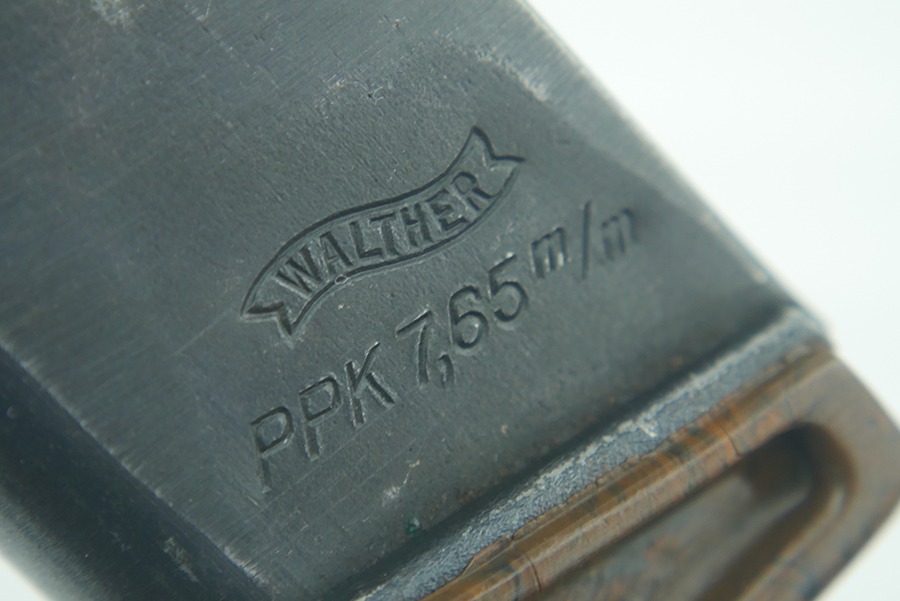 WALTHER
PPK 7,65 m/m